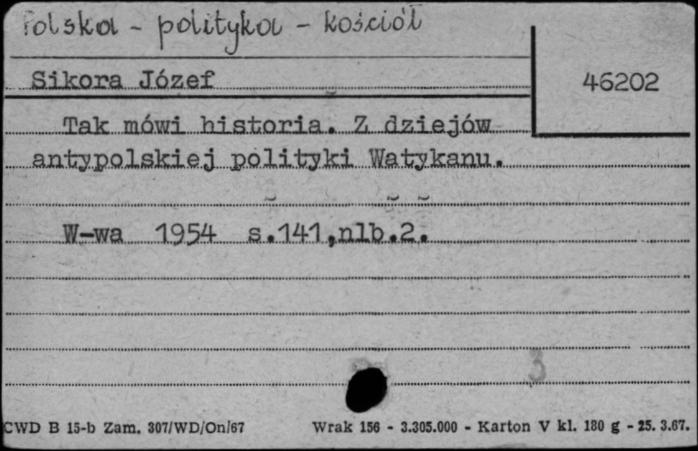 Polska - polityka - kościół
Sikora Józef
46202
Tak mówi historia. Z dziejów
antypolskiej polityki Watykanu.
W-wa 1954 s.141,nlb.2.
3
CWD B 15-b Zam. 307/WD/On/67 Wrak 156 - 3.305.000 - Karton V kl. 180 g - 25. 3.67.